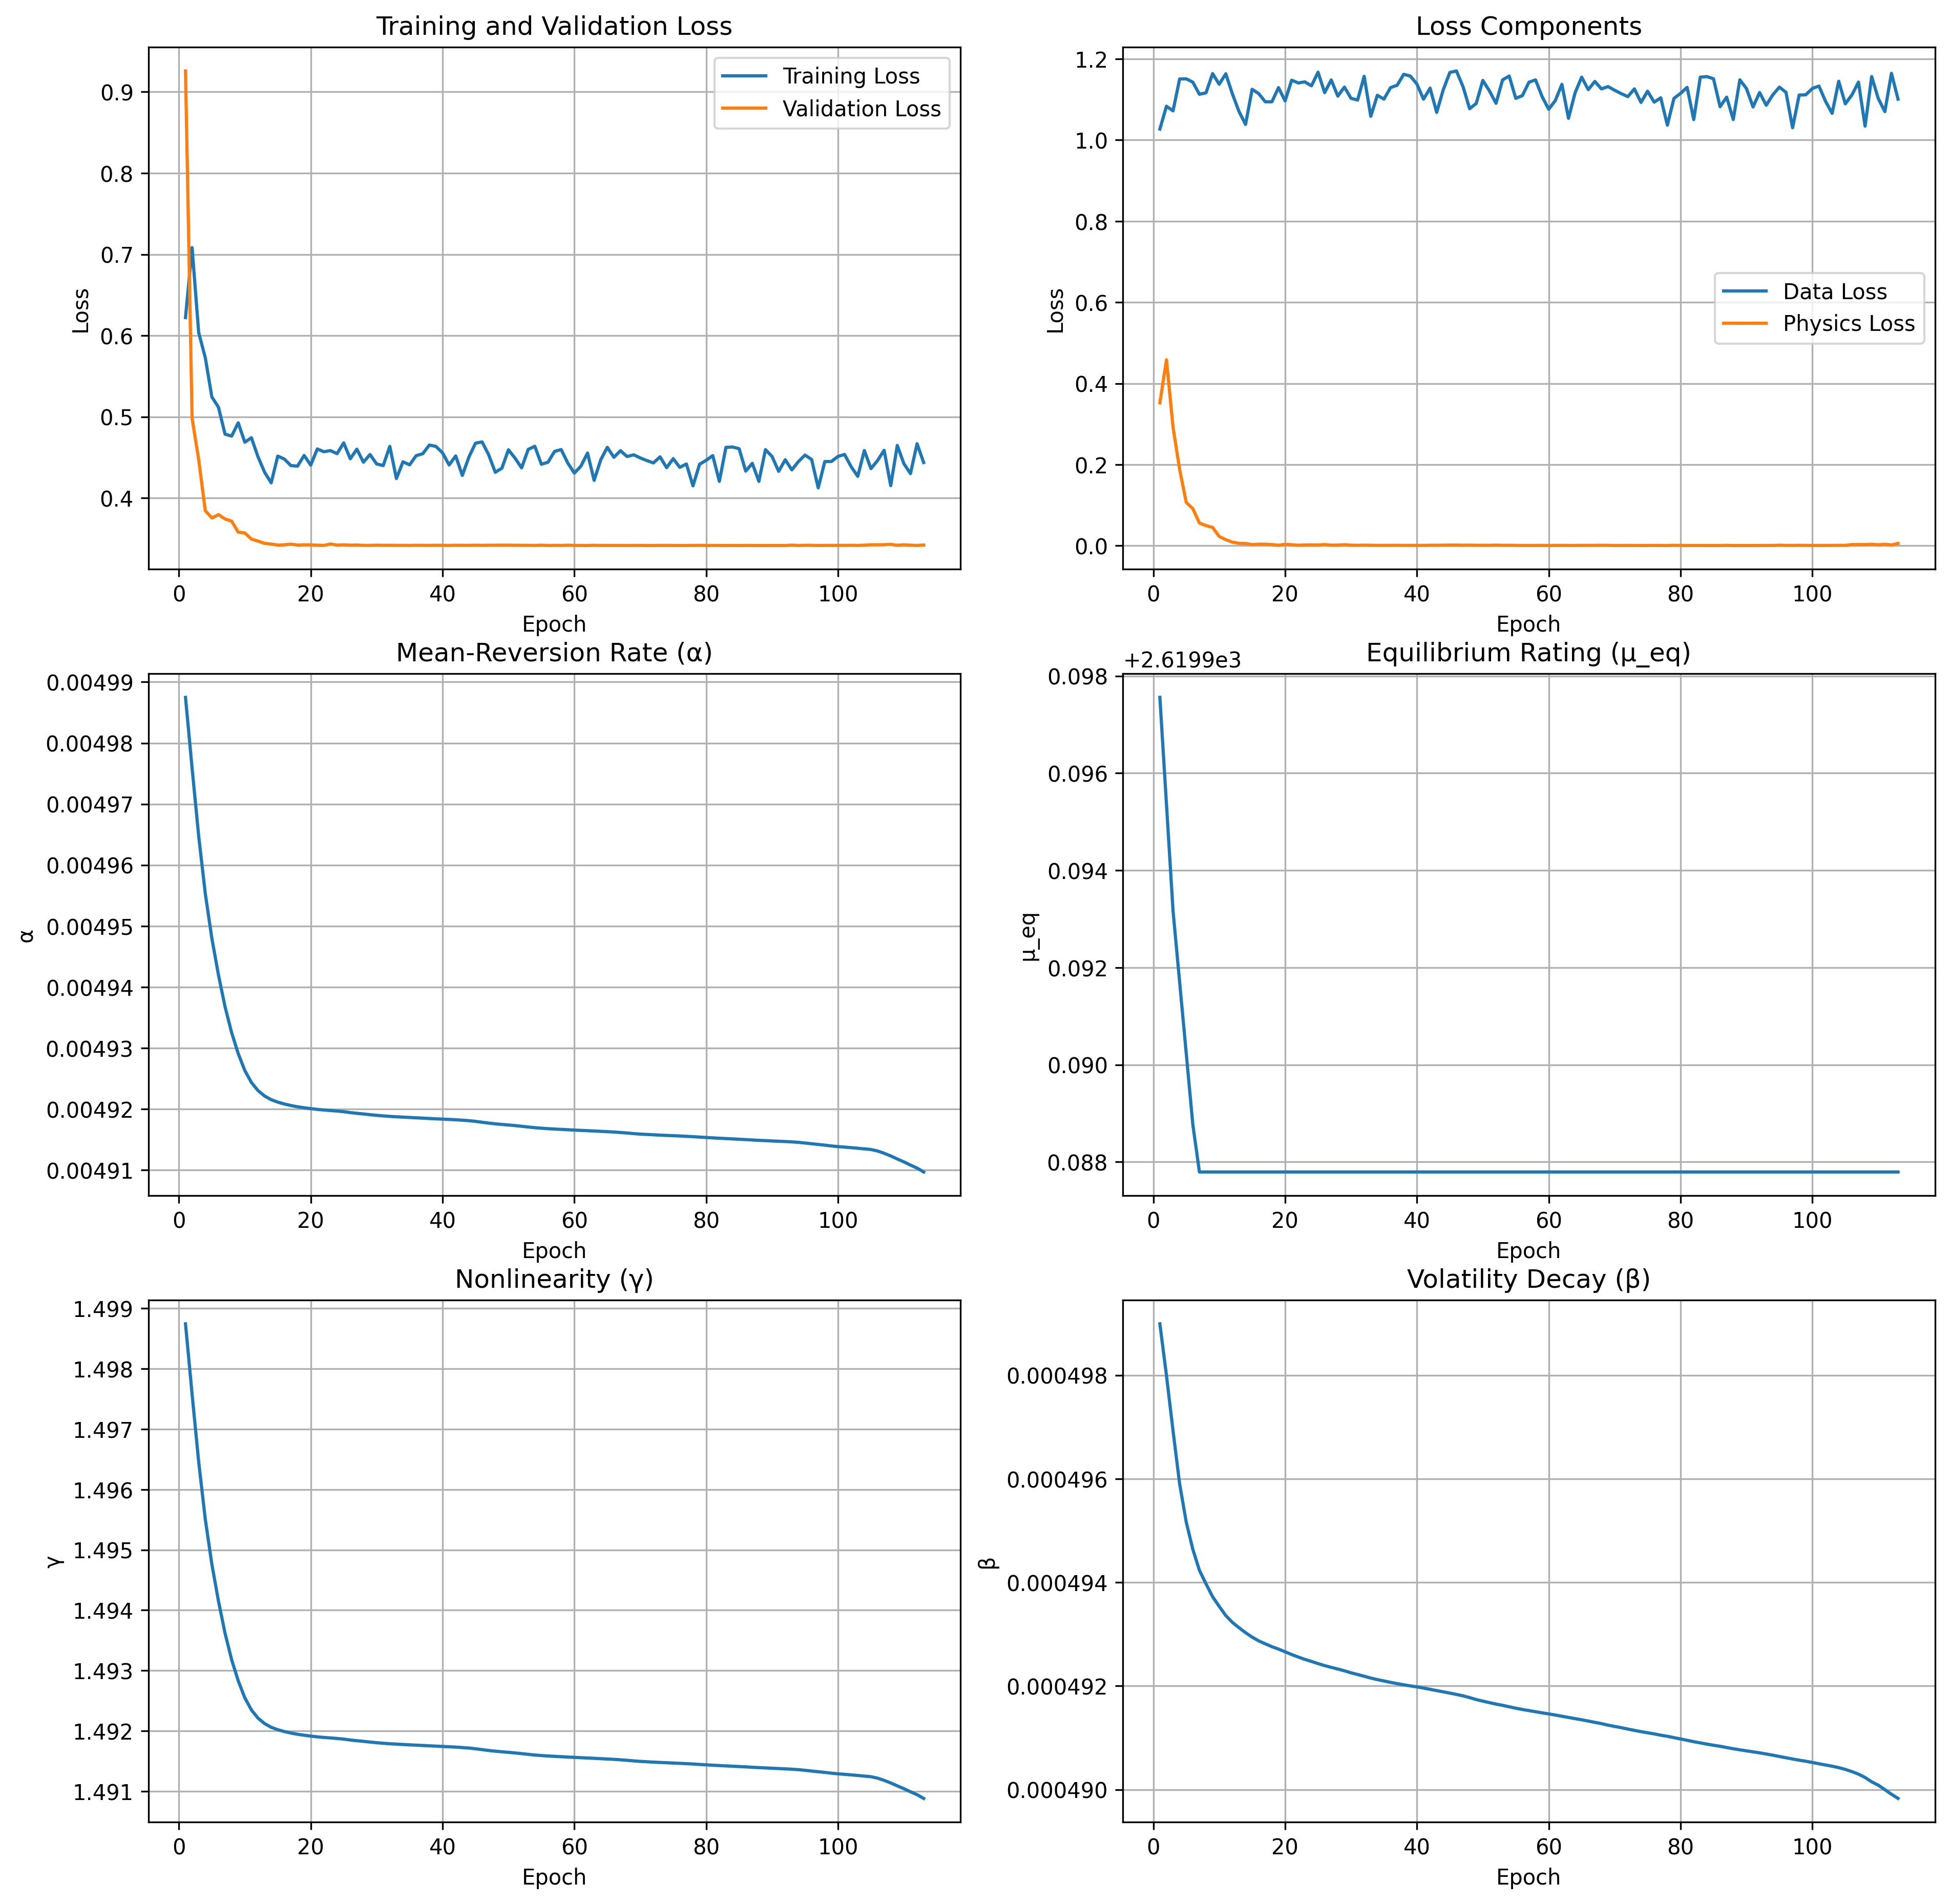 Training and Validation Loss
Loss
0.9
0.8
0.7
0.6
0.5
0.4
Training Loss
Validation Loss
0 20 40 60 80 100
Epoch
Loss Components
Loss
1.2
1.0
0.8
0.6
0.4
0.2
0.0
Data Loss
Physics Loss
0 20 40 60 80 100
Epoch
Mean-Reversion Rate (α)
α
0.00499
0.00498
0.00497
0.00496
0.00495
0.00494
0.00493
0.00492
0.00491
0 20 40 60 80 100
Epoch
+2.6199e3
Equilibrium Rating (μ_eq)
μ_eq
0.098
0.096
0.094
0.092
0.090
0.088
0 20 40 60 80 100
Epoch
Nonlinearity (γ)
γ
1.499
1.498
1.497
1.496
1.495
1.494
1.493
1.492
1.491
0 20 40 60 80 100
Epoch
Volatility Decay (β)
β
0.000498
0.000496
0.000494
0.000492
0.000490
0 20 40 60 80 100
Epoch